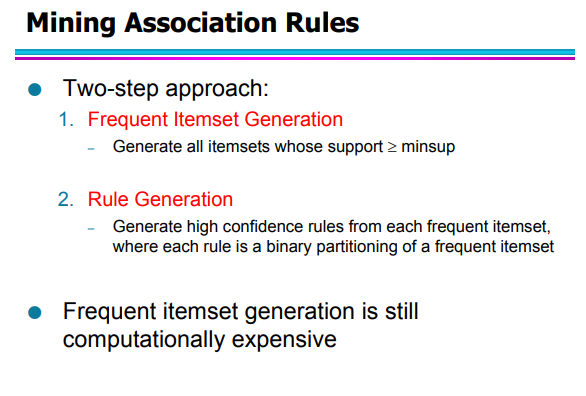 Mining Association Rules
● Two-step approach:
1. Frequent Itemset Generation
– Generate all itemsets whose support ≥ minsup
2. Rule Generation
– Generate high confidence rules from each frequent itemset,
where each rule is a binary partitioning of a frequent itemset
● Frequent itemset generation is still
computationally expensive